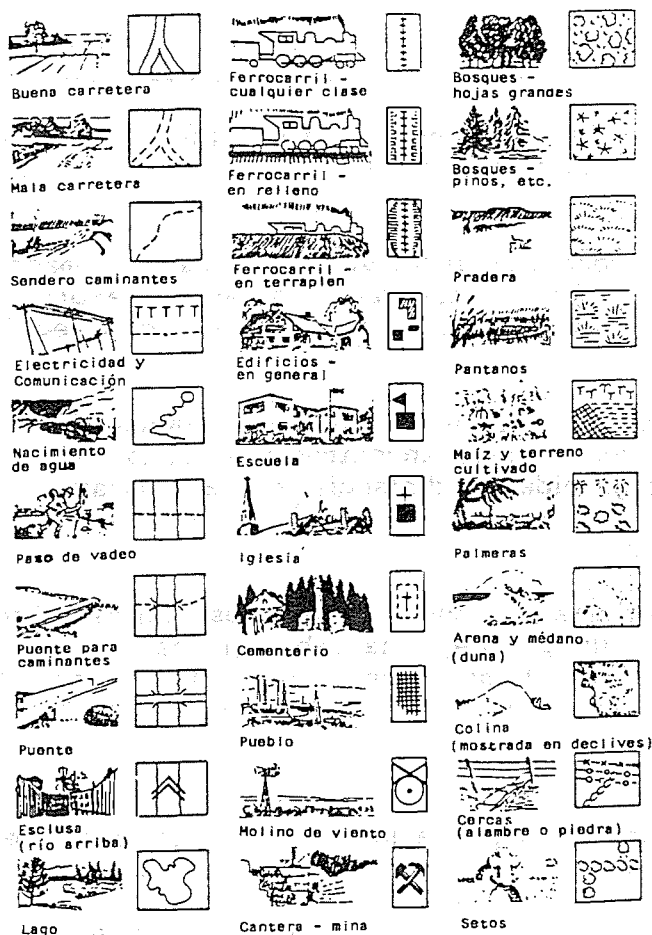 Buena carretera
Mala carretera
Sendero caminantes
Electricidad y
Comunicación
Nacimiento
de agua
Paso de vadeo
Puente para
caminantes
Puente
Esclusa
(río arriba)
Lago
Ferrocarril -
cualquier clase
Ferrocarril -
en relleno
Ferrocarril -
en terraplen
Edificios -
en general
Escuela
Iglesia
Cementerio
Pueblo
Molino de viento
Cantera - mina
Bosques -
hojas grandes
Bosques -
pinos, etc.
Pradera
Pantanos
Maíz y terreno
cultivado
Palmeras
Arena y médano
(duna)
Colina
(mostrada en declives)
Cercas
(alambre o piedra)
Setos